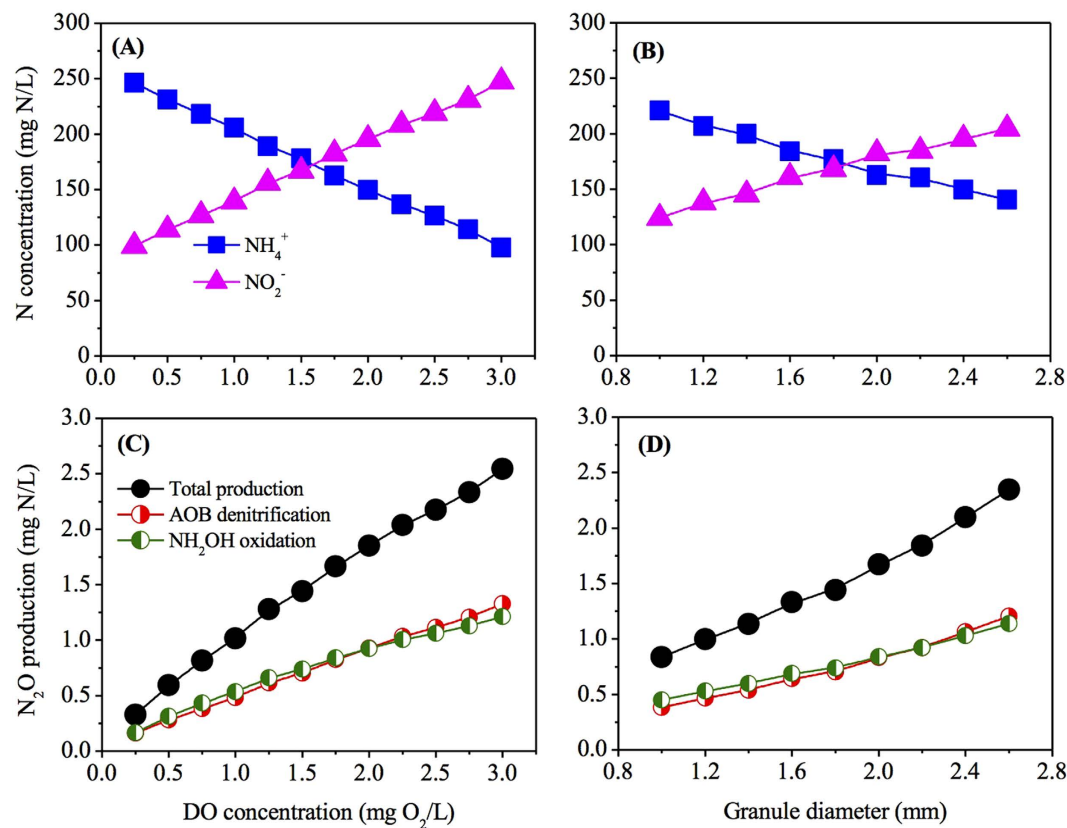 (A)
300
250
200
150
100
50
0
N concentration (mg N/L)
NH₄⁺
NO₂⁻
0.0 0.5 1.0 1.5 2.0 2.5 3.0
(B)
300
250
200
150
100
50
0
0.8 1.2 1.6 2.0 2.4 2.8
(C)
3.0
2.5
2.0
1.5
1.0
0.5
0.0
N₂O production (mg N/L)
Total production
AOB denitrification
NH₂OH oxidation
0.0 0.5 1.0 1.5 2.0 2.5 3.0
DO concentration (mg O₂/L)
(D)
3.0
2.5
2.0
1.5
1.0
0.5
0.0
0.8 1.2 1.6 2.0 2.4 2.8
Granule diameter (mm)